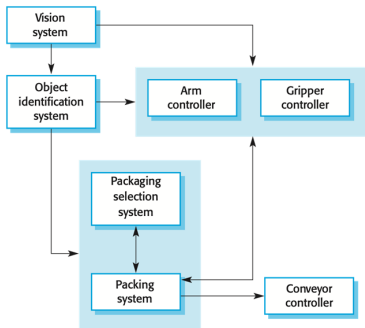 Vision
system
Object
identification
system
Arm
controller
Gripper
controller
Packaging
selection
system
Packing
system
Conveyor
controller